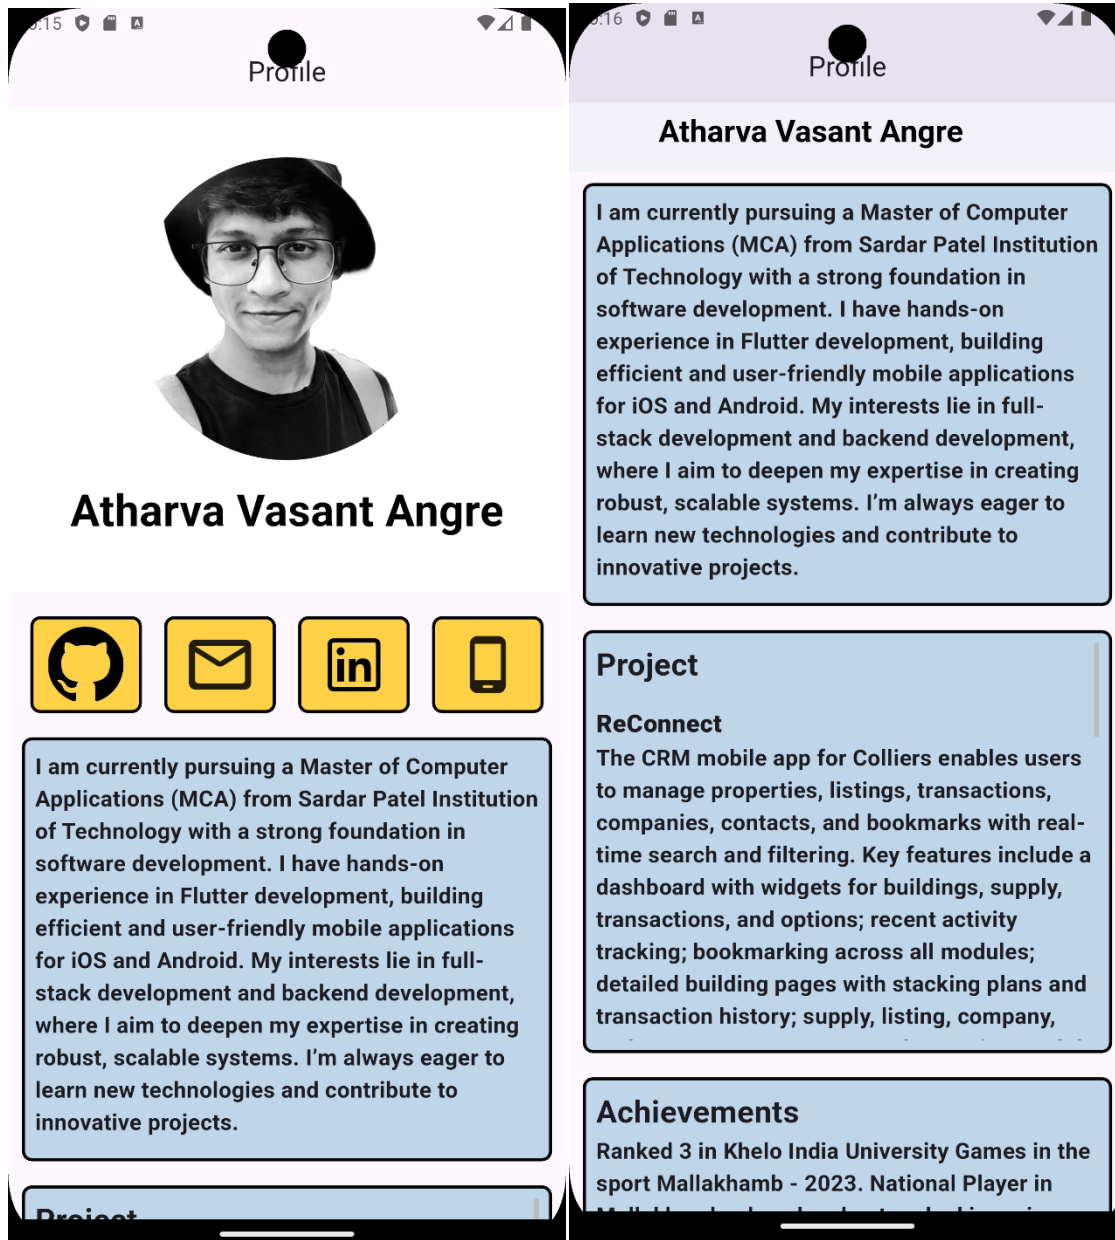 :15
Profile
Atharva Vasant Angre
in
I am currently pursuing a Master of Computer
Applications (MCA) from Sardar Patel Institution
of Technology with a strong foundation in
software development. I have hands-on
experience in Flutter development, building
efficient and user-friendly mobile applications
for iOS and Android. My interests lie in full-
stack development and backend development,
where I aim to deepen my expertise in creating
robust, scalable systems. I’m always eager to
learn new technologies and contribute to
innovative projects.
Project
:16
Profile
Atharva Vasant Angre
I am currently pursuing a Master of Computer
Applications (MCA) from Sardar Patel Institution
of Technology with a strong foundation in
software development. I have hands-on
experience in Flutter development, building
efficient and user-friendly mobile applications
for iOS and Android. My interests lie in full-
stack development and backend development,
where I aim to deepen my expertise in creating
robust, scalable systems. I’m always eager to
learn new technologies and contribute to
innovative projects.
Project
ReConnect
The CRM mobile app for Colliers enables users
to manage properties, listings, transactions,
companies, contacts, and bookmarks with real-
time search and filtering. Key features include a
dashboard with widgets for buildings, supply,
transactions, and options; recent activity
tracking; bookmarking across all modules;
detailed building pages with stacking plans and
transaction history; supply, listing, company,
Achievements
Ranked 3 in Khelo India University Games in the
sport Mallakhamb - 2023. National Player in